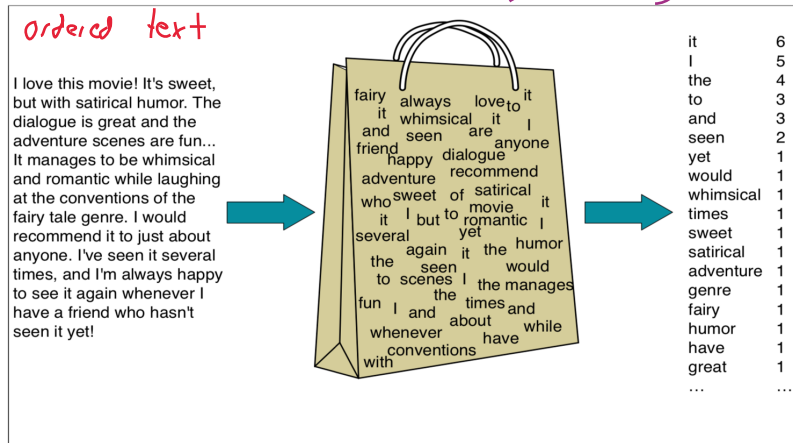 ordered text
I love this movie! It's sweet,
but with satirical humor. The
dialogue is great and the
adventure scenes are fun...
It manages to be whimsical
and romantic while laughing
at the conventions of the
fairy tale genre. I would
recommend it to just about
anyone. I've seen it several
times, and I'm always happy
to see it again whenever I
have a friend who hasn't
seen it yet!
fairy always love to it
it whimsical it I
and seen are anyone
friend happy dialogue
adventure recommend
who sweet of satirical
it I but to movie romantic it I
several yet
again it the humor
the seen would
to scenes I the manages
fun I and the times and
whenever about while
have
conventions
with
it 6
I 5
the 4
to 3
and 3
seen 2
yet 1
would 1
whimsical 1
times 1
sweet 1
satirical 1
adventure 1
genre 1
fairy 1
humor 1
have 1
great 1
... ...